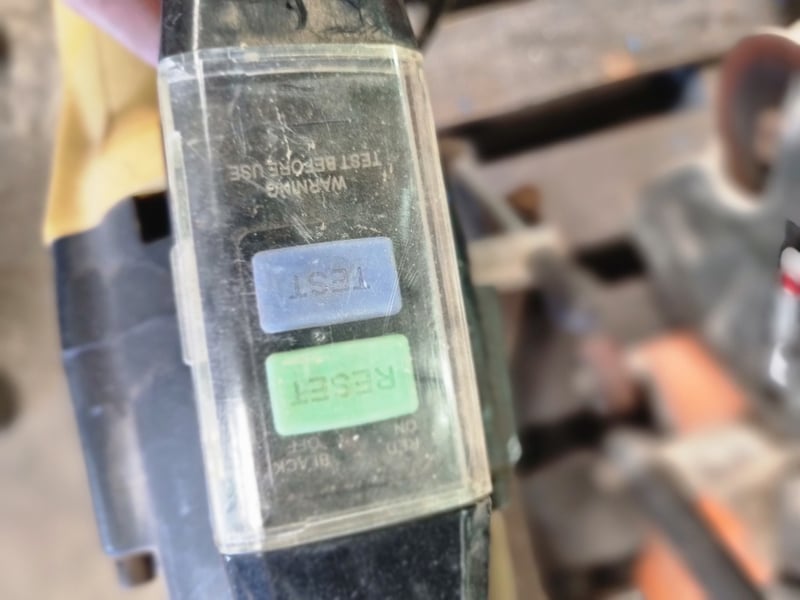 RED BLACK
ON OFF
RESET
TEST
WARNING
TEST BEFORE USE